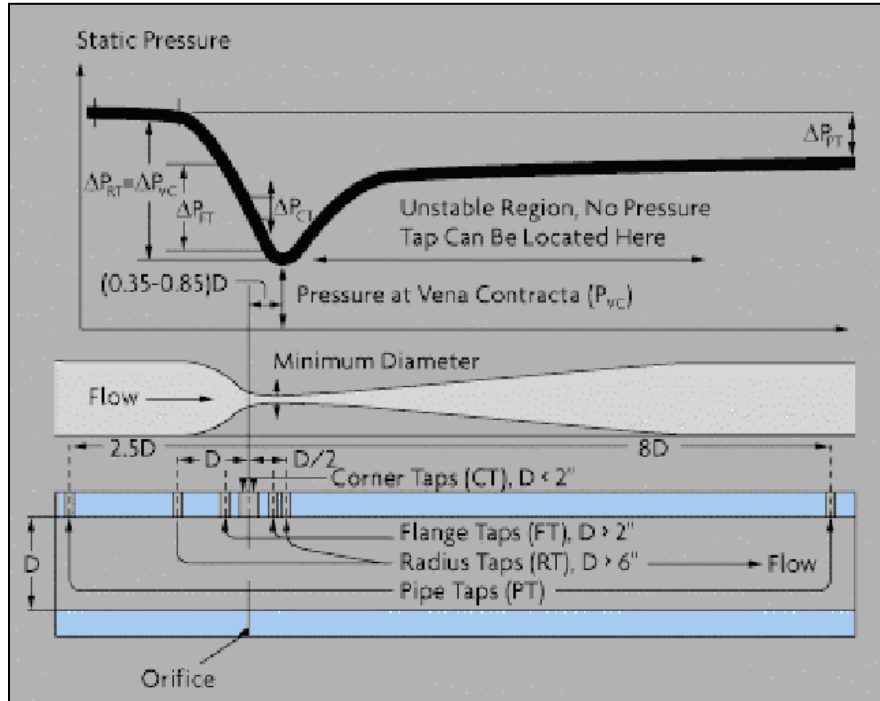 Static Pressure
ΔP_PT
ΔP_RT=ΔP_VC
ΔP_FT
ΔP_CT
Unstable Region, No Pressure
Tap Can Be Located Here
(0.35-0.85)D
Pressure at Vena Contracta (P_VC)
Minimum Diameter
Flow
2.5D
D
D/2
8D
Corner Taps (CT), D < 2"
Flange Taps (FT), D > 2"
D
Radius Taps (RT), D > 6"
Flow
Pipe Taps (PT)
Orifice